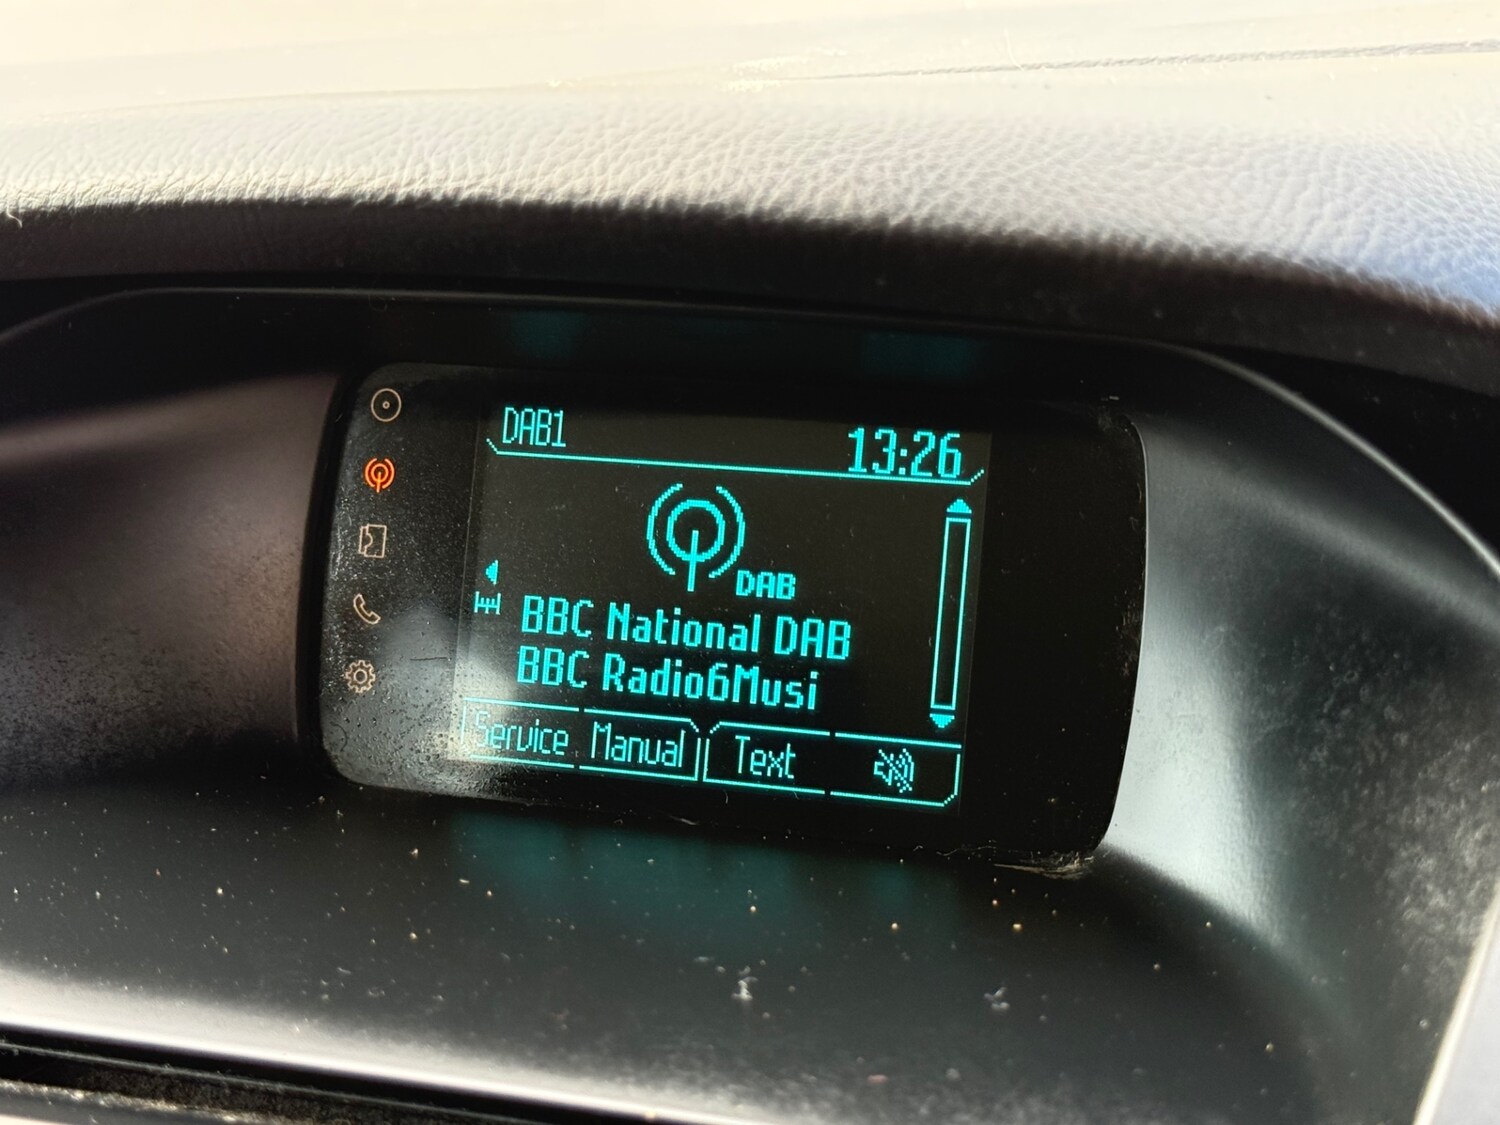 DAB1 13:26
DAB
BBC National DAB
BBC Radio6Musi
Service Manual Text